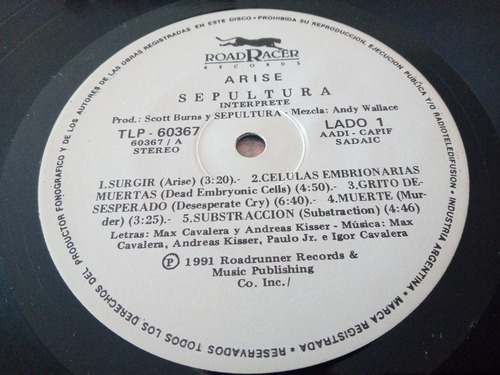 ROADRACER
RECORDS
ARISE
SEPULTURA
INTERPRETE
Prod.: Scott Burns y SEPULTURA - Mezcla: Andy Wallace
TLP - 60367
60367 / A
STEREO
LADO 1
AADI - CAPIF
SADAIC
1.SURGIR (Arise) (3:20).- 2.CELULAS EMBRIONARIAS
MUERTAS (Dead Embryonic Cells) (4:50).- 3.GRITO DE-
SESPERADO (Desesperate Cry) (6:40).- 4.MUERTE (Mur-
der) (3:25).- 5.SUBSTRACCION (Substraction) (4:46)
Letras: Max Cavalera y Andreas Kisser - Música: Max
Cavalera, Andreas Kisser, Paulo Jr. e Igor Cavalera
℗ 1991 Roadrunner Records &
Music Publishing
Co. Inc./
RESERVADOS TODOS LOS DERECHOS DEL PRODUCTOR FONOGRAFICO Y DE LOS AUTORES DE LAS OBRAS REGISTRADAS EN ESTE DISCO • PROHIBIDA SU REPRODUCCION, EJECUCION PUBLICA Y/O RADIOTELEDIFUSION • INDUSTRIA ARGENTINA • MARCA REGISTRADA •